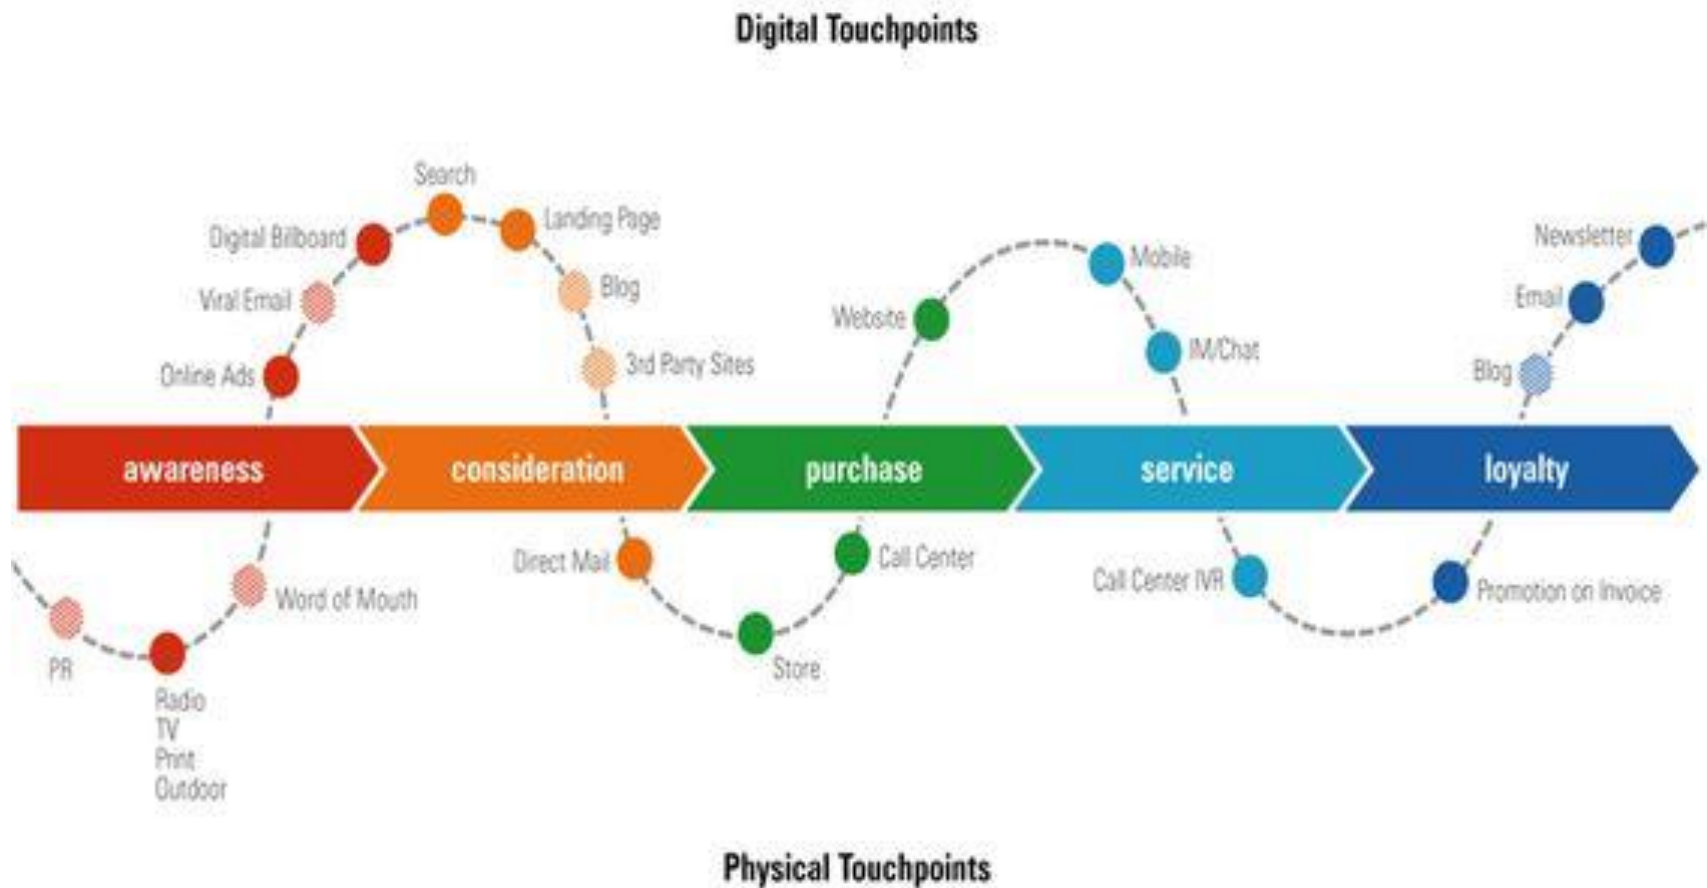 Digital Touchpoints
Search
Digital Billboard
Landing Page
Viral Email
Blog
Online Ads
3rd Party Sites
Website
Mobile
IM/Chat
Newsletter
Email
Blog
awareness
consideration
purchase
service
loyalty
PR
Radio
TV
Print
Outdoor
Word of Mouth
Direct Mail
Store
Call Center
Call Center IVR
Promotion on Invoice
Physical Touchpoints